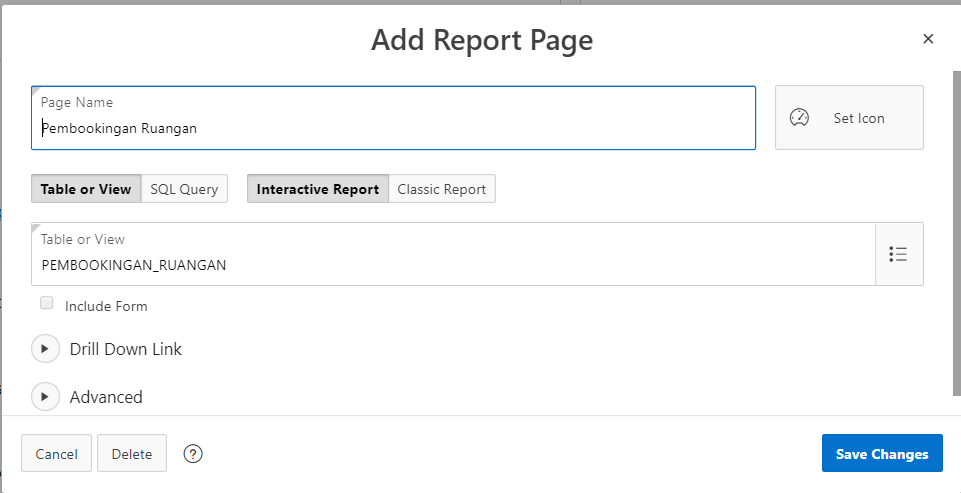 Add Report Page
Page Name
Pembookingan Ruangan
Set Icon
Table or View SQL Query Interactive Report Classic Report
Table or View
PEMBOOKINGAN_RUANGAN
Include Form
Drill Down Link
Advanced
Cancel Delete ? Save Changes